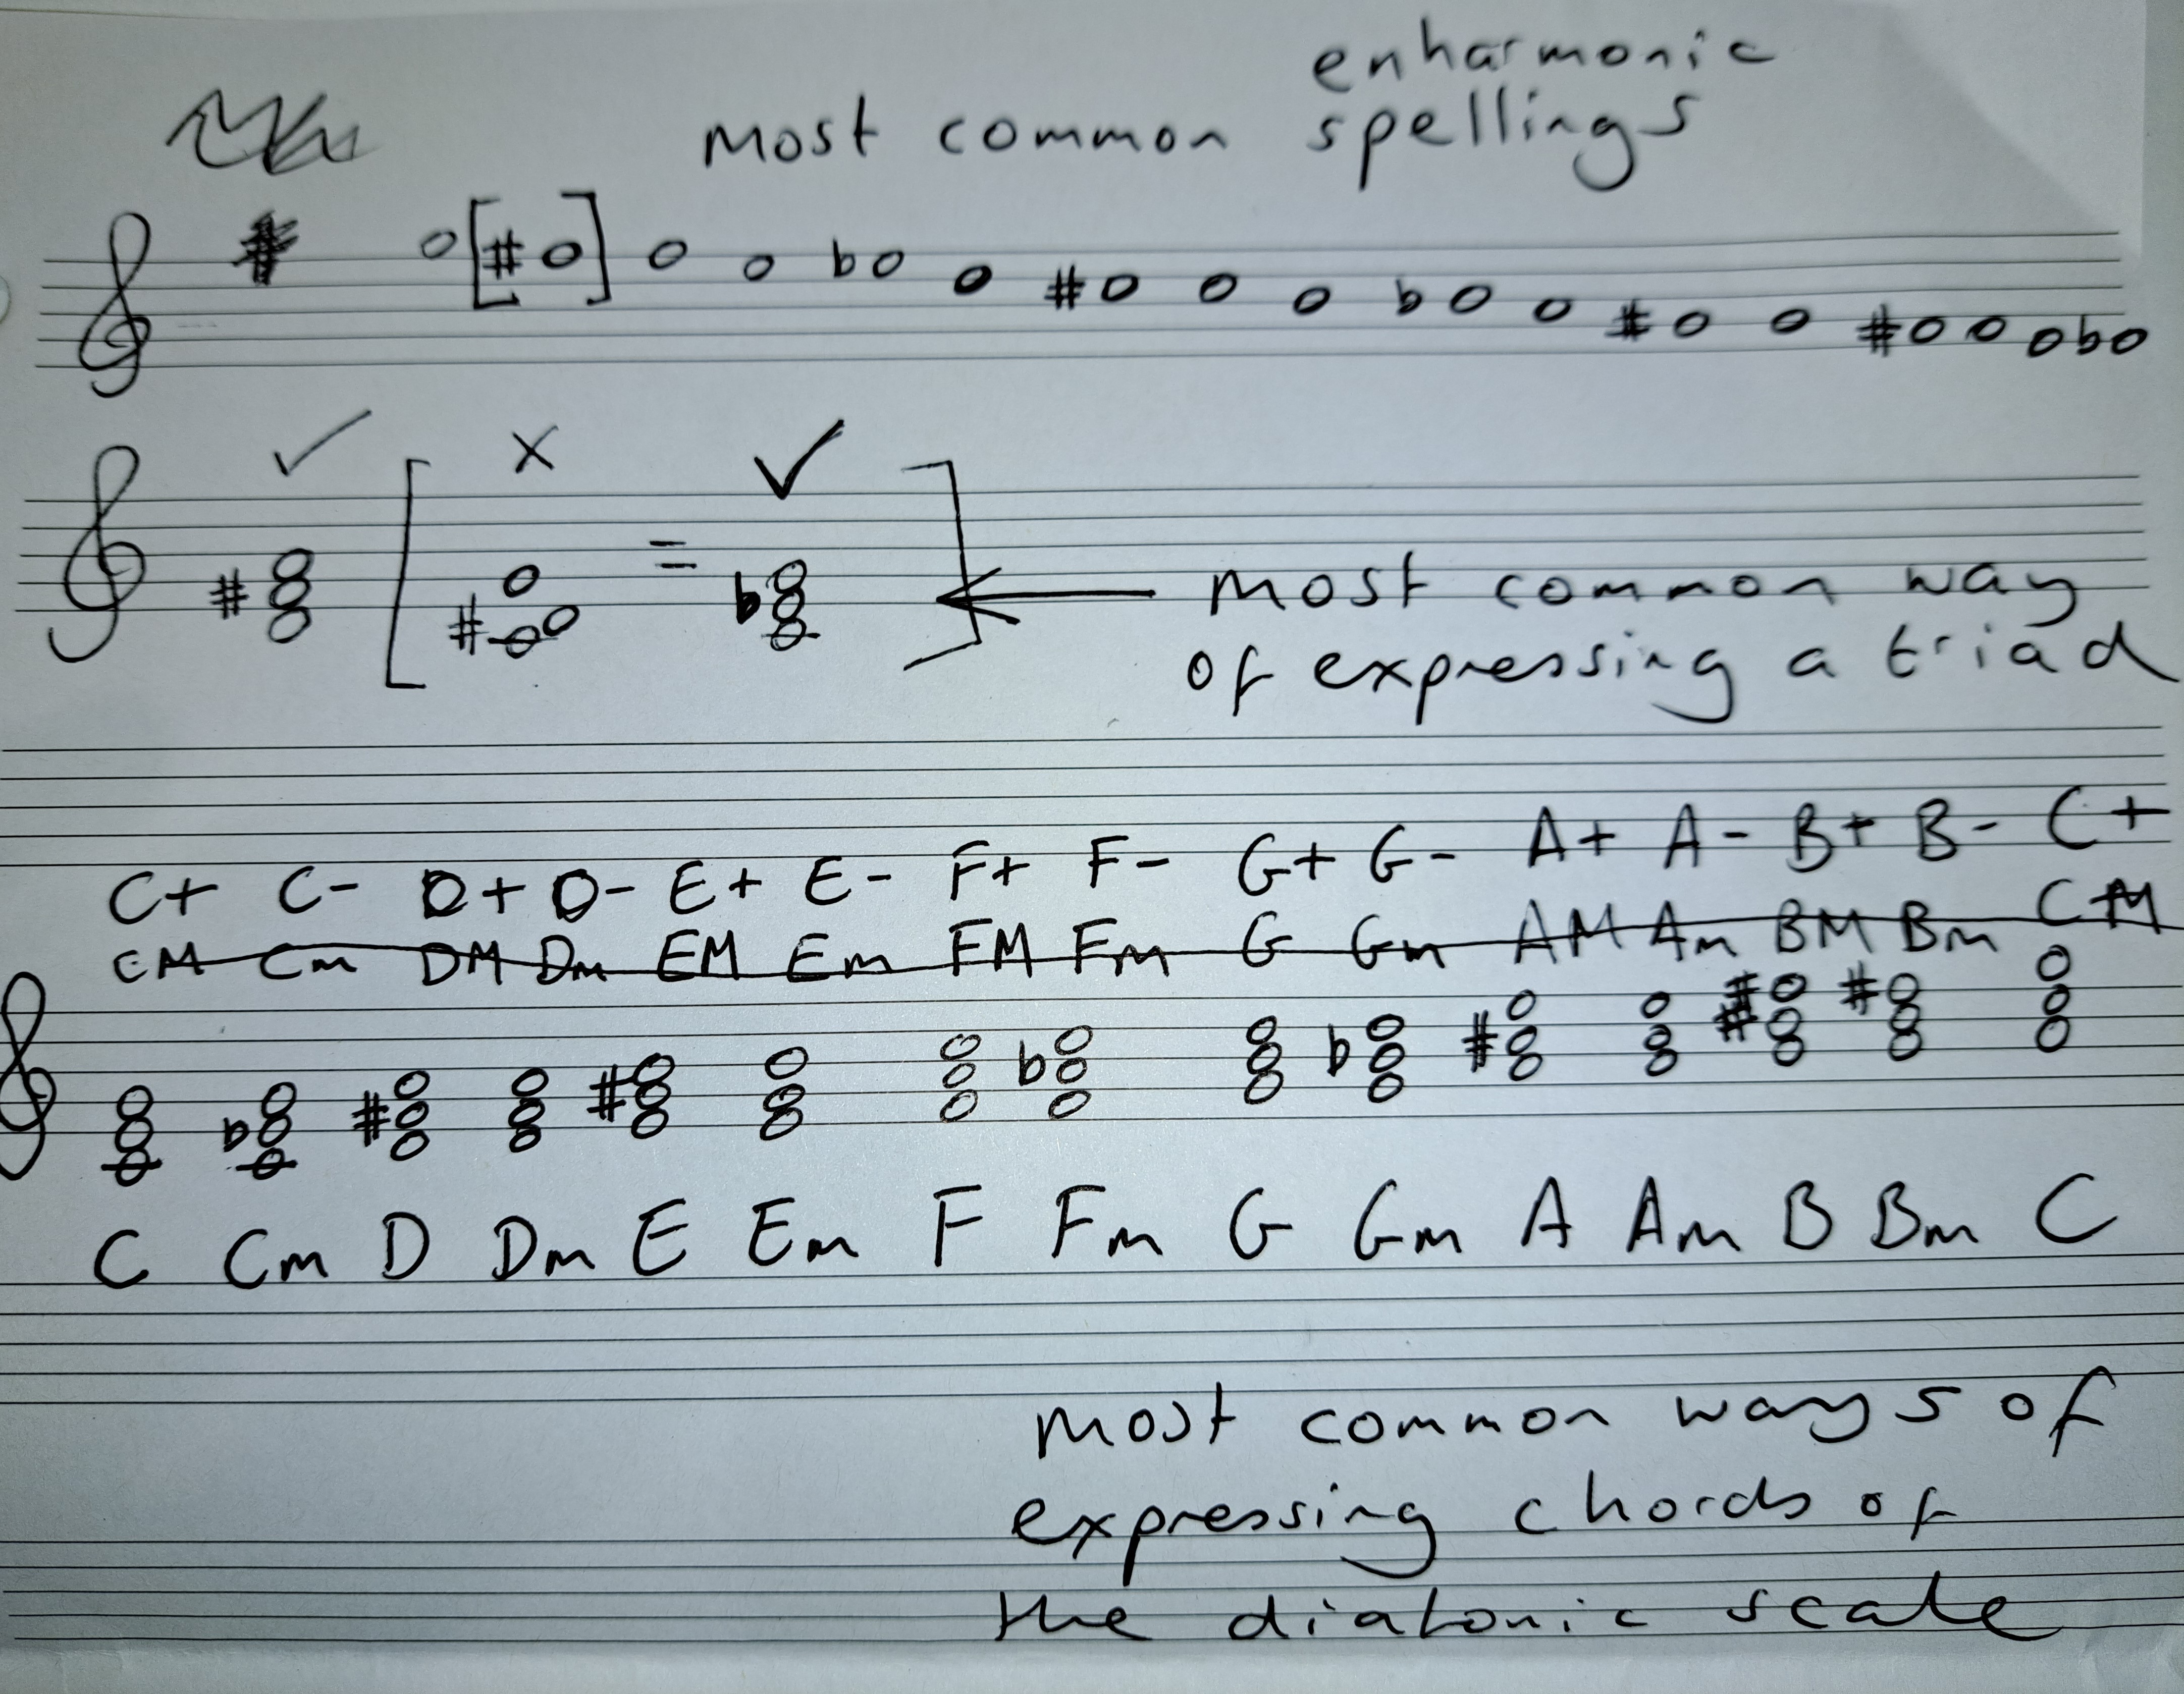 enharmonic
most common spellings
✓ x = ✓
most common way
of expressing a triad
C+ C- D+ D- E+ E- F+ F- G+ G- A+ A- B+ B- C+
CM Cm DM Dm EM Em FM Fm G Gm AM Am BM Bm CM
C Cm D Dm E Em F Fm G Gm A Am B Bm C
most common ways of
expressing chords of
the diatonic scale